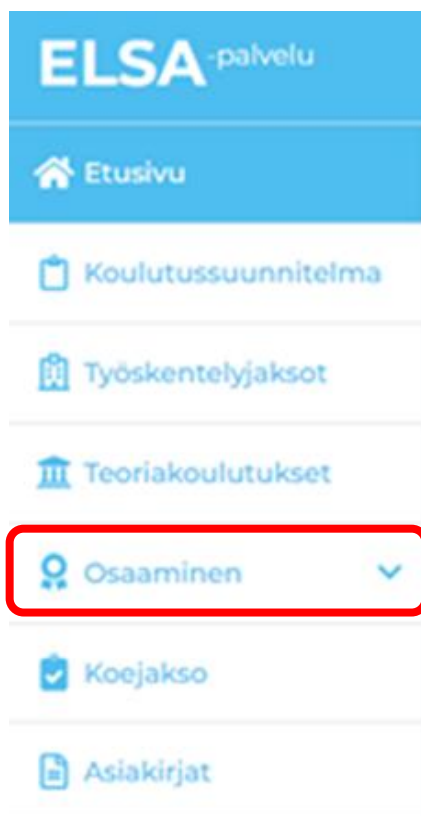 ELSA-palvelu
Etusivu
Koulutussuunnitelma
Työskentelyjaksot
Teoriakoulutukset
Osaaminen
Koejakso
Asiakirjat